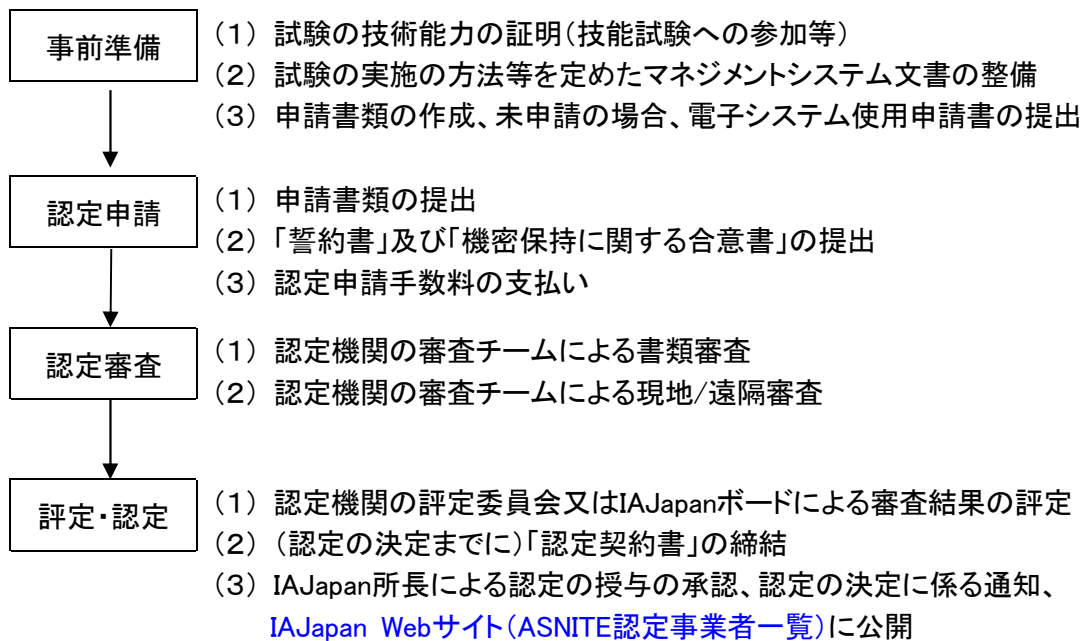 事前準備
（１） 試験の技術能力の証明（技能試験への参加等）
（２） 試験の実施の方法等を定めたマネジメントシステム文書の整備
（３） 申請書類の作成、未申請の場合、電子システム使用申請書の提出
認定申請
（１） 申請書類の提出
（２） 「誓約書」及び「機密保持に関する合意書」の提出
（３） 認定申請手数料の支払い
認定審査
（１） 認定機関の審査チームによる書類審査
（２） 認定機関の審査チームによる現地/遠隔審査
評定・認定
（１） 認定機関の評定委員会又はIAJapanボードによる審査結果の評定
（２） （認定の決定までに）「認定契約書」の締結
（３） IAJapan所長による認定の授与の承認、認定の決定に係る通知、
IAJapan Webサイト（ASNITE認定事業者一覧）に公開